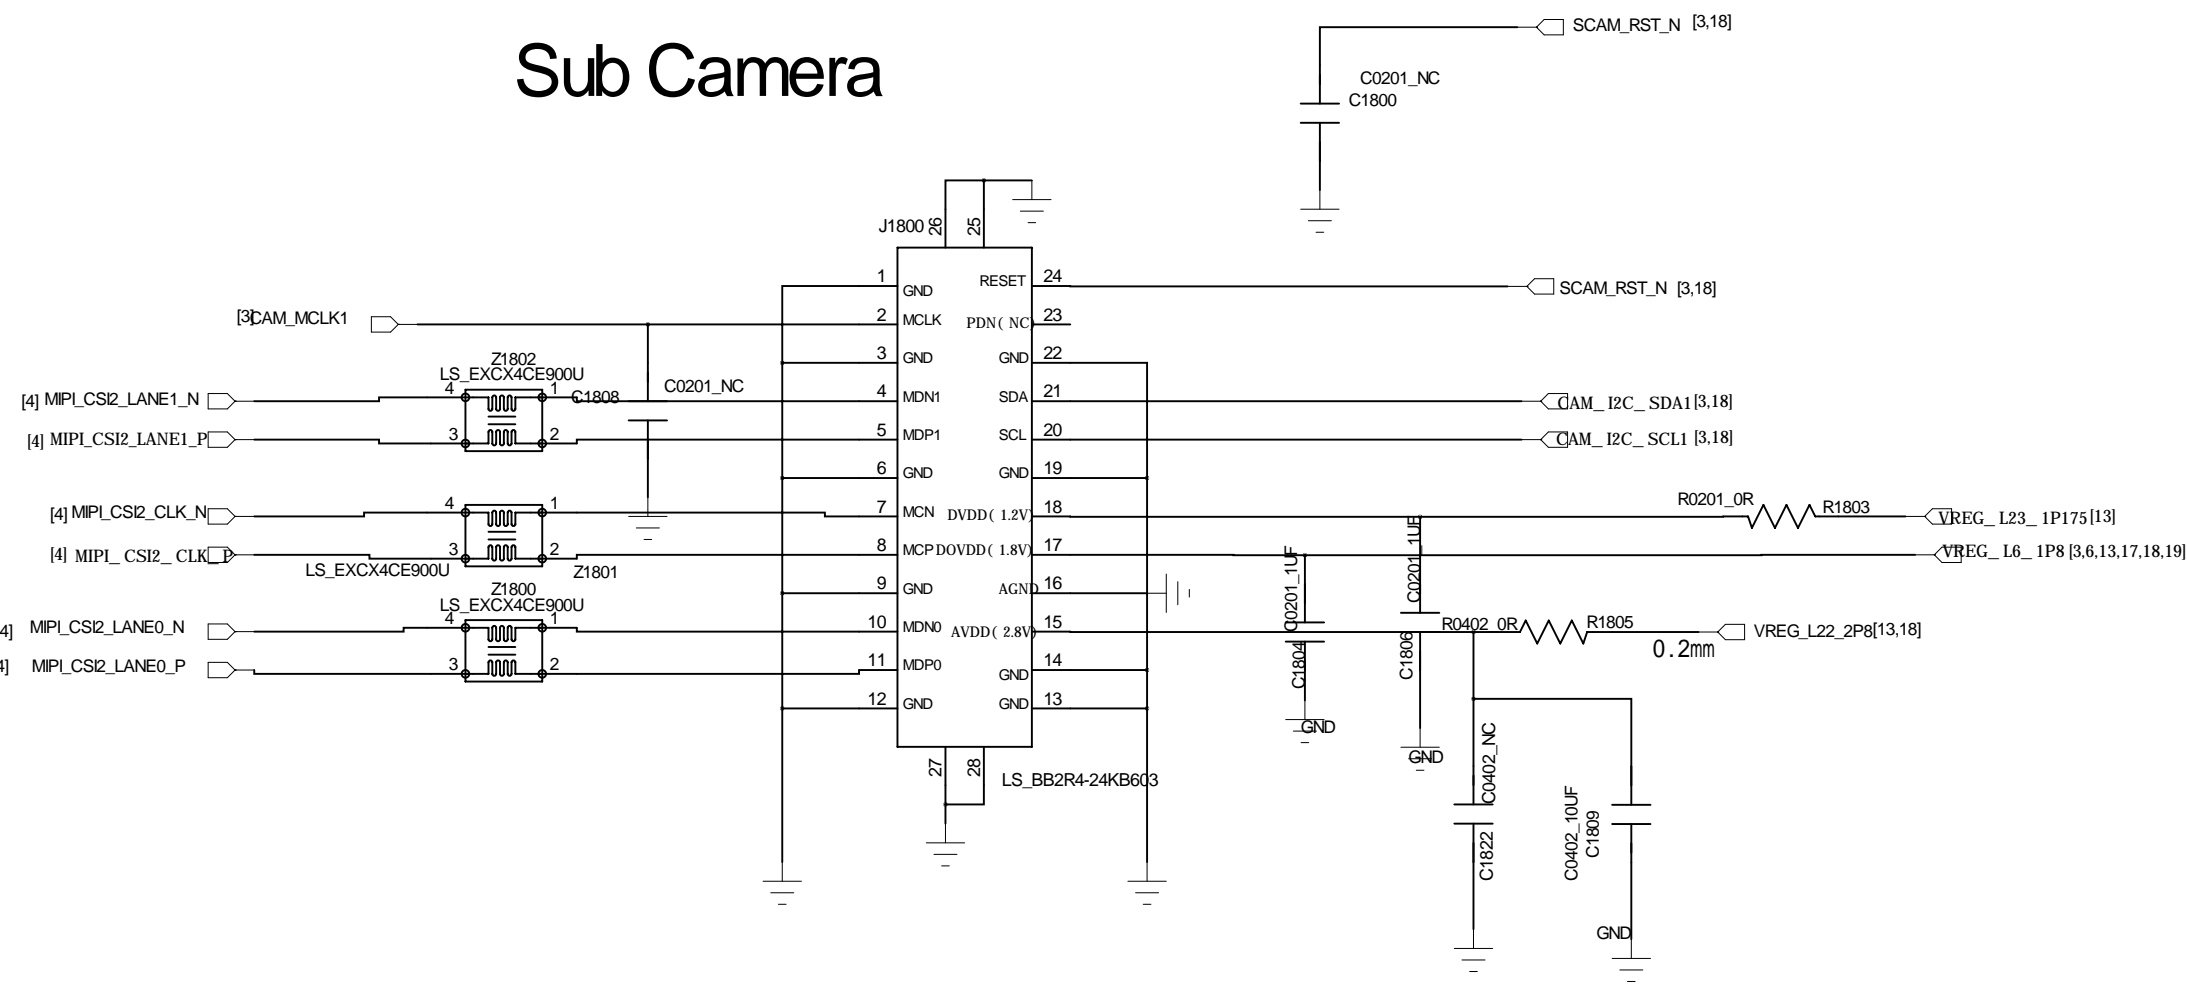 SCAM_RST_N [3,18]
Sub Camera
C0201_NC
C1800
J1800
26
25
1
GND
RESET
24
SCAM_RST_N [3,18]
[3]
CAM_MCLK1
2
MCLK
PDN( NC)
23
3
GND
GND
22
Z1802
LS_EXCX4CE900U
C0201_NC
4
1
C1808
[4] MIPI_CSI2_LANE1_N
4
MDN1
SDA
21
CAM_ I2C_ SDA1 [3,18]
[4] MIPI_CSI2_LANE1_P
3
2
5
MDP1
SCL
20
CAM_ I2C_ SCL1 [3,18]
6
GND
GND
19
4
1
[4] MIPI_CSI2_CLK_N
7
MCN
DVDD( 1.2V)
18
R0201_0R
R1803
VREG_ L23_ 1P175 [13]
[4] MIPI_ CSI2_ CLK_P
3
2
8
MCP
DOVDD( 1.8V)
17
VREG_ L6_ 1P8 [3,6,13,17,18,19]
LS_EXCX4CE900U
Z1801
9
GND
AGND
16
C0201_1UF
C1804
GND
C0201_1UF
C1806
GND
Z1800
LS_EXCX4CE900U
4
1
4] MIPI_CSI2_LANE0_N
10
MDN0
AVDD( 2.8V)
15
R0402_0R
R1805
VREG_L22_2P8[13,18]
0.2mm
4] MIPI_CSI2_LANE0_P
3
2
11
MDP0
GND
14
12
GND
GND
13
27
28
LS_BB2R4-24KB603
C0402_NC
C1822
C0402_10UF
C1809
GND